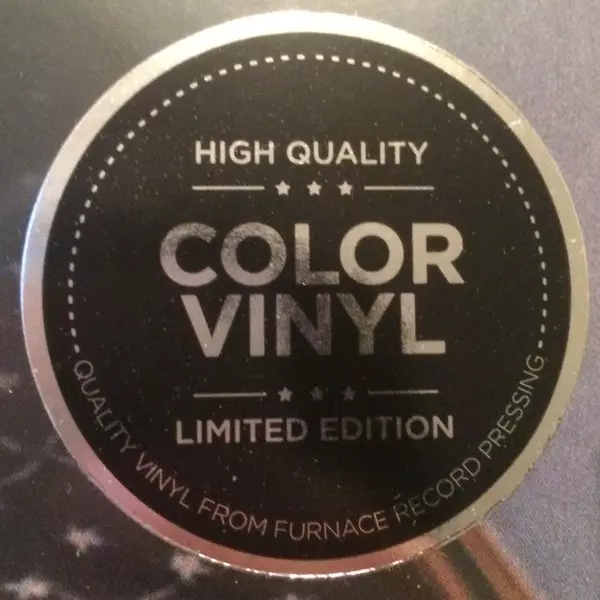 HIGH QUALITY
COLOR
VINYL
LIMITED EDITION
QUALITY VINYL FROM FURNACE RECORD PRESSING